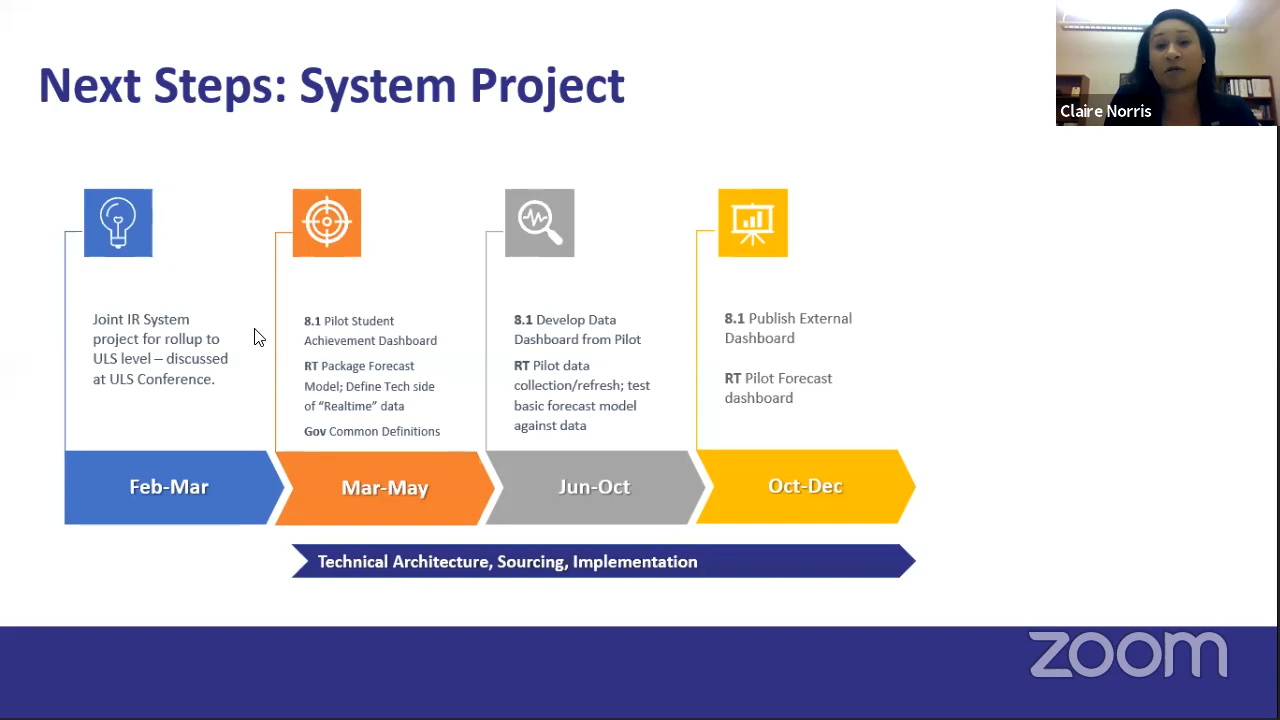 Next Steps: System Project
Claire Norris
Joint IR System
project for rollup to
ULS level – discussed
at ULS Conference.
8.1 Pilot Student
Achievement Dashboard
RT Package Forecast
Model; Define Tech side
of “Realtime” data
Gov Common Definitions
8.1 Develop Data
Dashboard from Pilot
RT Pilot data
collection/refresh; test
basic forecast model
against data
8.1 Publish External
Dashboard
RT Pilot Forecast
dashboard
Feb-Mar
Mar-May
Jun-Oct
Oct-Dec
Technical Architecture, Sourcing, Implementation
zoom